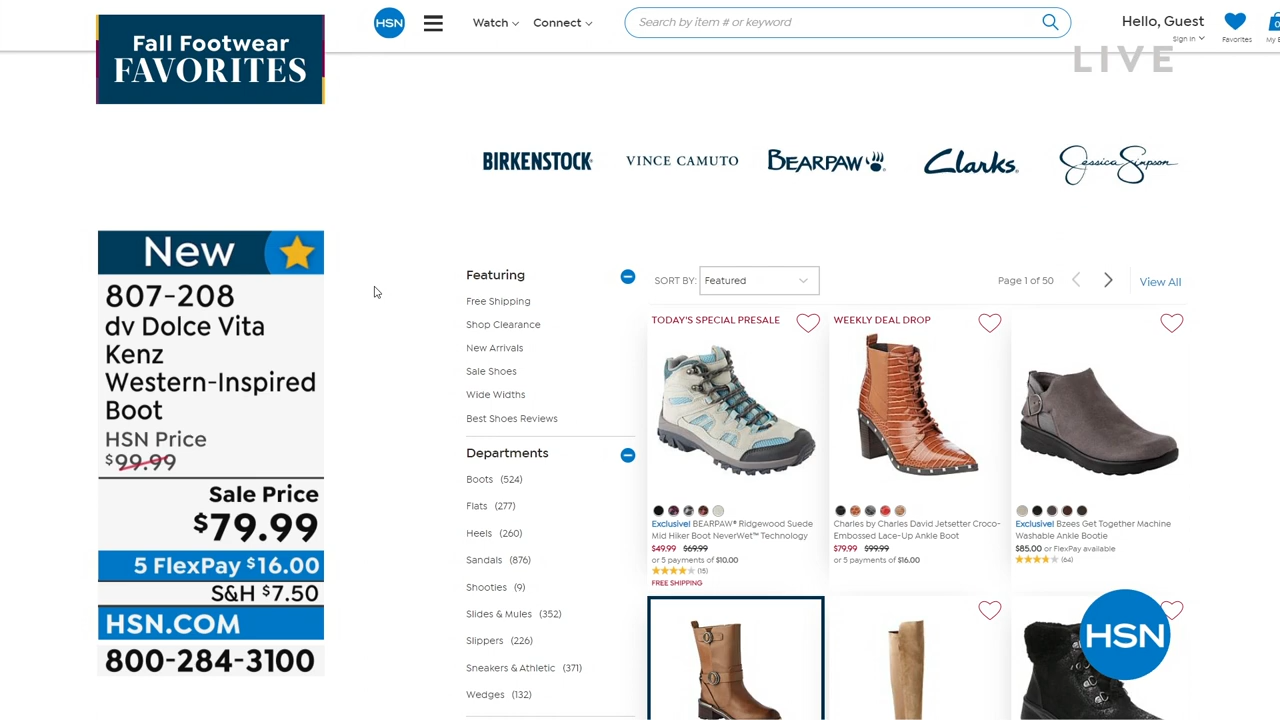 Fall Footwear
FAVORITES
HSN
Watch
Connect
Search by item # or keyword
Hello, Guest
Sign In
Favorites
0
LIVE
BIRKENSTOCK
VINCE CAMUTO
BEARPAW
Clarks
Jessica Simpson
New
807-208
dv Dolce Vita
Kenz
Western-Inspired
Boot
HSN Price
$99.99
Sale Price
$79.99
5 FlexPay $16.00
S&H $7.50
HSN.COM
800-284-3100
Featuring
Free Shipping
Shop Clearance
New Arrivals
Sale Shoes
Wide Widths
Best Shoes Reviews
Departments
Boots (524)
Flats (277)
Heels (260)
Sandals (876)
Shooties (9)
Slides & Mules (352)
Slippers (226)
Sneakers & Athletic (371)
Wedges (132)
SORT BY: Featured
Page 1 of 50
View All
TODAY'S SPECIAL PRESALE
Exclusive! BEARPAW® Ridgewood Suede
Mid Hiker Boot NeverWet™ Technology
$49.99 $69.99
or 5 payments of $10.00
(15)
FREE SHIPPING
WEEKLY DEAL DROP
Charles by Charles David Jetsetter Croco-
Embossed Lace-Up Ankle Boot
$79.99 $99.99
or 5 payments of $16.00
Exclusive! Bzees Get Together Machine
Washable Ankle Bootie
$85.00 or FlexPay available
(64)
HSN